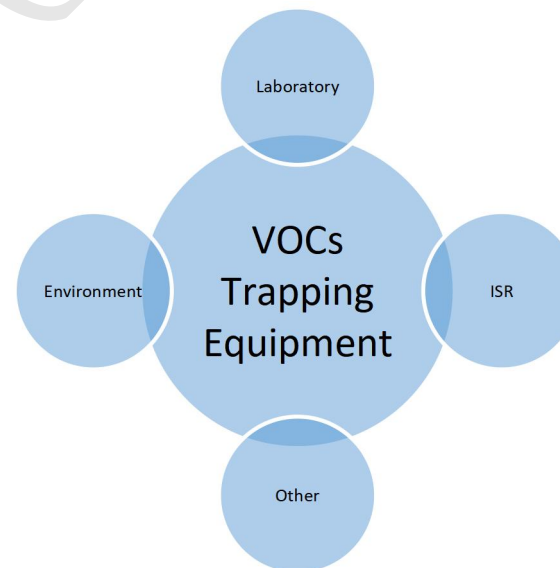 Laboratory
VOCs
Trapping
Equipment
Environment
ISR
Other